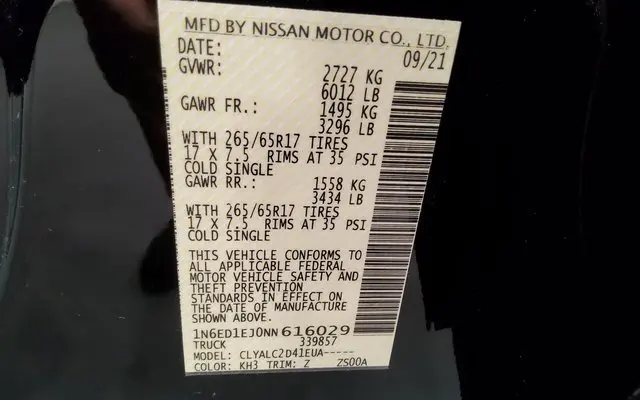 MFD BY NISSAN MOTOR CO., LTD.
DATE: 09/21
GVWR: 2727 KG
6012 LB
GAWR FR.: 1495 KG
3296 LB
WITH 265/65R17 TIRES
17 X 7.5 RIMS AT 35 PSI
COLD SINGLE
GAWR RR.: 1558 KG
3434 LB
WITH 265/65R17 TIRES
17 X 7.5 RIMS AT 35 PSI
COLD SINGLE
THIS VEHICLE CONFORMS TO
ALL APPLICABLE FEDERAL
MOTOR VEHICLE SAFETY AND
THEFT PREVENTION
STANDARDS IN EFFECT ON
THE DATE OF MANUFACTURE
SHOWN ABOVE.
1N6ED1EJ0NN616029
TRUCK 339857
MODEL: CLYALC2D41EUA-----
COLOR: KH3 TRIM: Z ZS00A